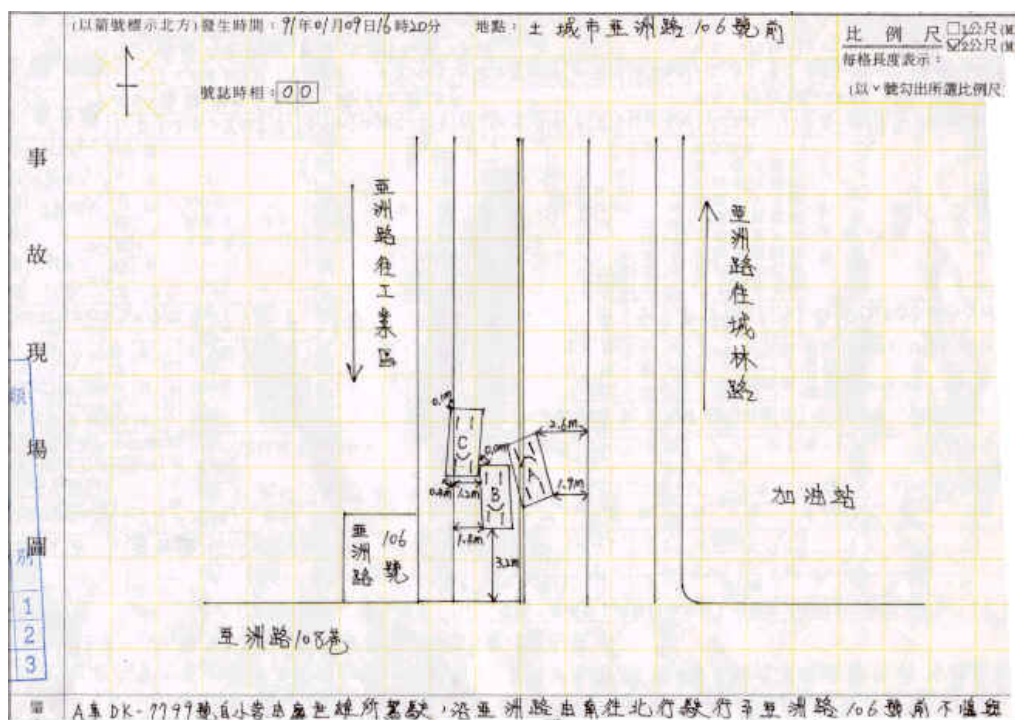 (以箭號標示北方)發生時間：91年01月09日16時20分 地點：土城市亞洲路106號前
比例尺 □1公尺(M
☑2公尺(M
每格長度表示：
(以∨號勾出所選比例尺
號誌時相：00
事故現場圖
亞洲路往工業區
亞洲路往城林路
0.1m
C
2.6m
A
0.4m
1.2m
B
1.9m
1.8m
3.2m
加油站
亞洲路106號
亞洲路108巷
別
1
2
3
A車DK-7799號自小客由 世雄所駕駛，沿亞洲路由南往北行駛行至亞洲路106號前不